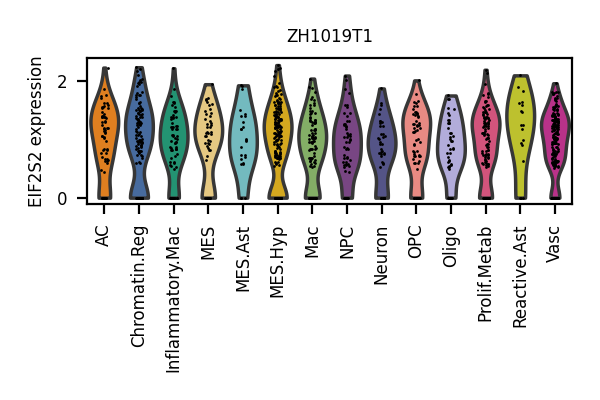 ZH1019T1
EIF2S2 expression
2
0
AC
Chromatin.Reg
Inflammatory.Mac
MES
MES.Ast
MES.Hyp
Mac
NPC
Neuron
OPC
Oligo
Prolif.Metab
Reactive.Ast
Vasc